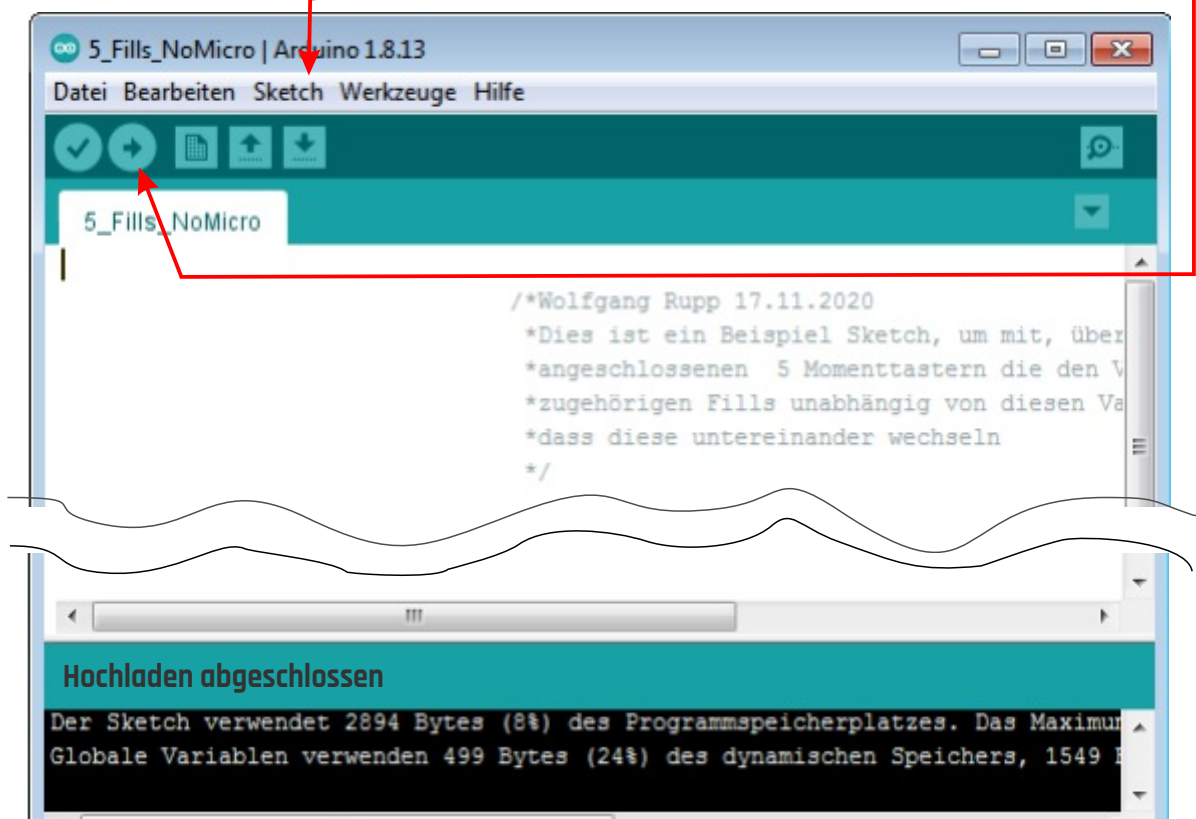 5_Fills_NoMicro | Arduino 1.8.13
Datei Bearbeiten Sketch Werkzeuge Hilfe
5_Fills_NoMicro
/*Wolfgang Rupp 17.11.2020
*Dies ist ein Beispiel Sketch, um mit, über
*angeschlossenen 5 Momenttastern die den V
*zugehörigen Fills unabhängig von diesen Va
*dass diese untereinander wechseln
*/
Hochladen abgeschlossen
Der Sketch verwendet 2894 Bytes (8%) des Programmspeicherplatzes. Das Maximum
Globale Variablen verwenden 499 Bytes (24%) des dynamischen Speichers, 1549